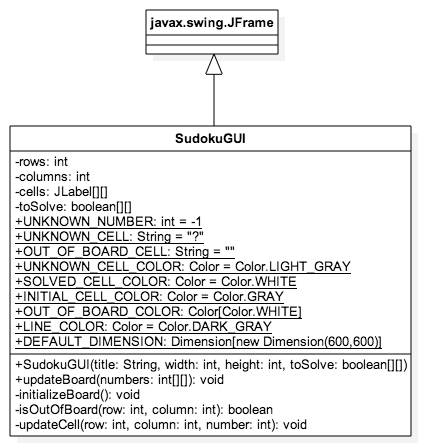 javax.swing.JFrame
SudokuGUI
-rows: int
-columns: int
-cells: JLabel[][]
-toSolve: boolean[][]
+UNKNOWN_NUMBER: int = -1
+UNKNOWN_CELL: String = "?"
+OUT_OF_BOARD_CELL: String = ""
+UNKNOWN_CELL_COLOR: Color = Color.LIGHT_GRAY
+SOLVED_CELL_COLOR: Color = Color.WHITE
+INITIAL_CELL_COLOR: Color = Color.GRAY
+OUT_OF_BOARD_COLOR: Color[Color.WHITE]
+LINE_COLOR: Color = Color.DARK_GRAY
+DEFAULT_DIMENSION: Dimension[new Dimension(600,600)]
+SudokuGUI(title: String, width: int, height: int, toSolve: boolean[][])
+updateBoard(numbers: int[][]): void
-initializeBoard(): void
-isOutOfBoard(row: int, column: int): boolean
-updateCell(row: int, column: int, number: int): void